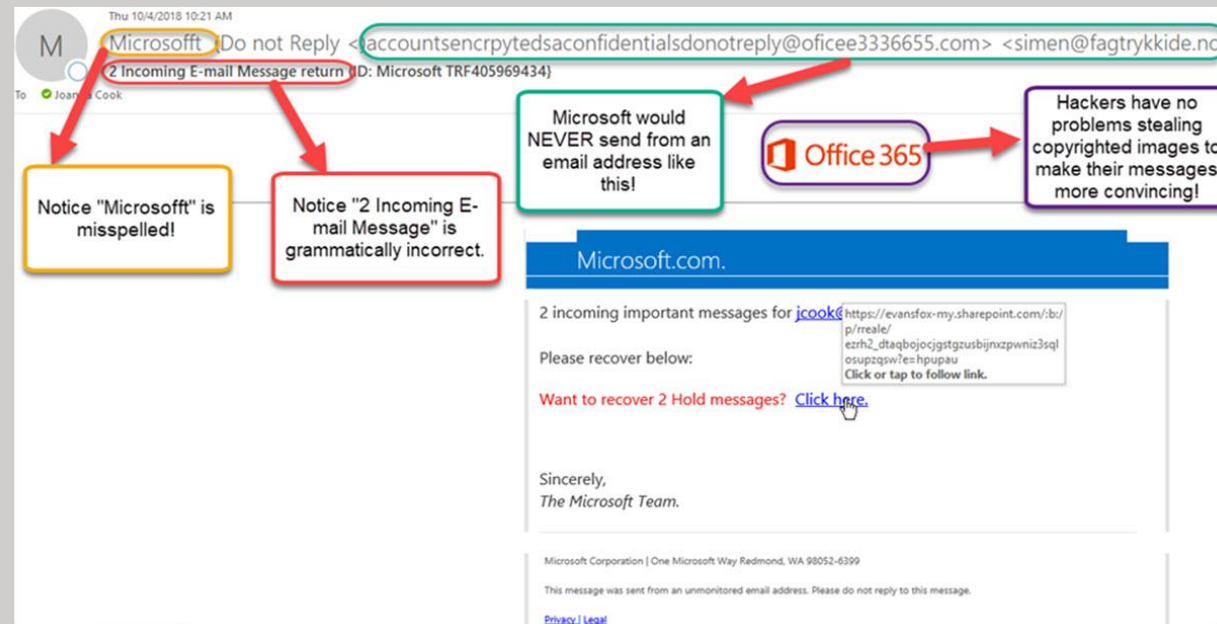 Thu 10/4/2018 10:21 AM
M
Microsofft (Do not Reply <jaccountsencrpytedsaconfidentialsdonotreply@oficee3336655.com> <simen@fagtrykkide.no
2 Incoming E-mail Message return (ID: Microsoft TRF405969434}
To Joanna Cook
Notice "Microsofft" is
misspelled!
Notice "2 Incoming E-
mail Message" is
grammatically incorrect.
Microsoft would
NEVER send from an
email address like
this!
Office 365
Hackers have no
problems stealing
copyrighted images to
make their messages
more convincing!
Microsoft.com.
2 incoming important messages for jcook@
https://evansfox-my.sharepoint.com/:b:/
p/rreale/
ezrh2_dtaqbojocjgstgzusbijnxzpwniz3sql
osupzqsw?e=hpupau
Click or tap to follow link.
Please recover below:
Want to recover 2 Hold messages? Click here.
Sincerely,
The Microsoft Team.
Microsoft Corporation | One Microsoft Way Redmond, WA 98052-6399
This message was sent from an unmonitored email address. Please do not reply to this message.
Privacy | Legal